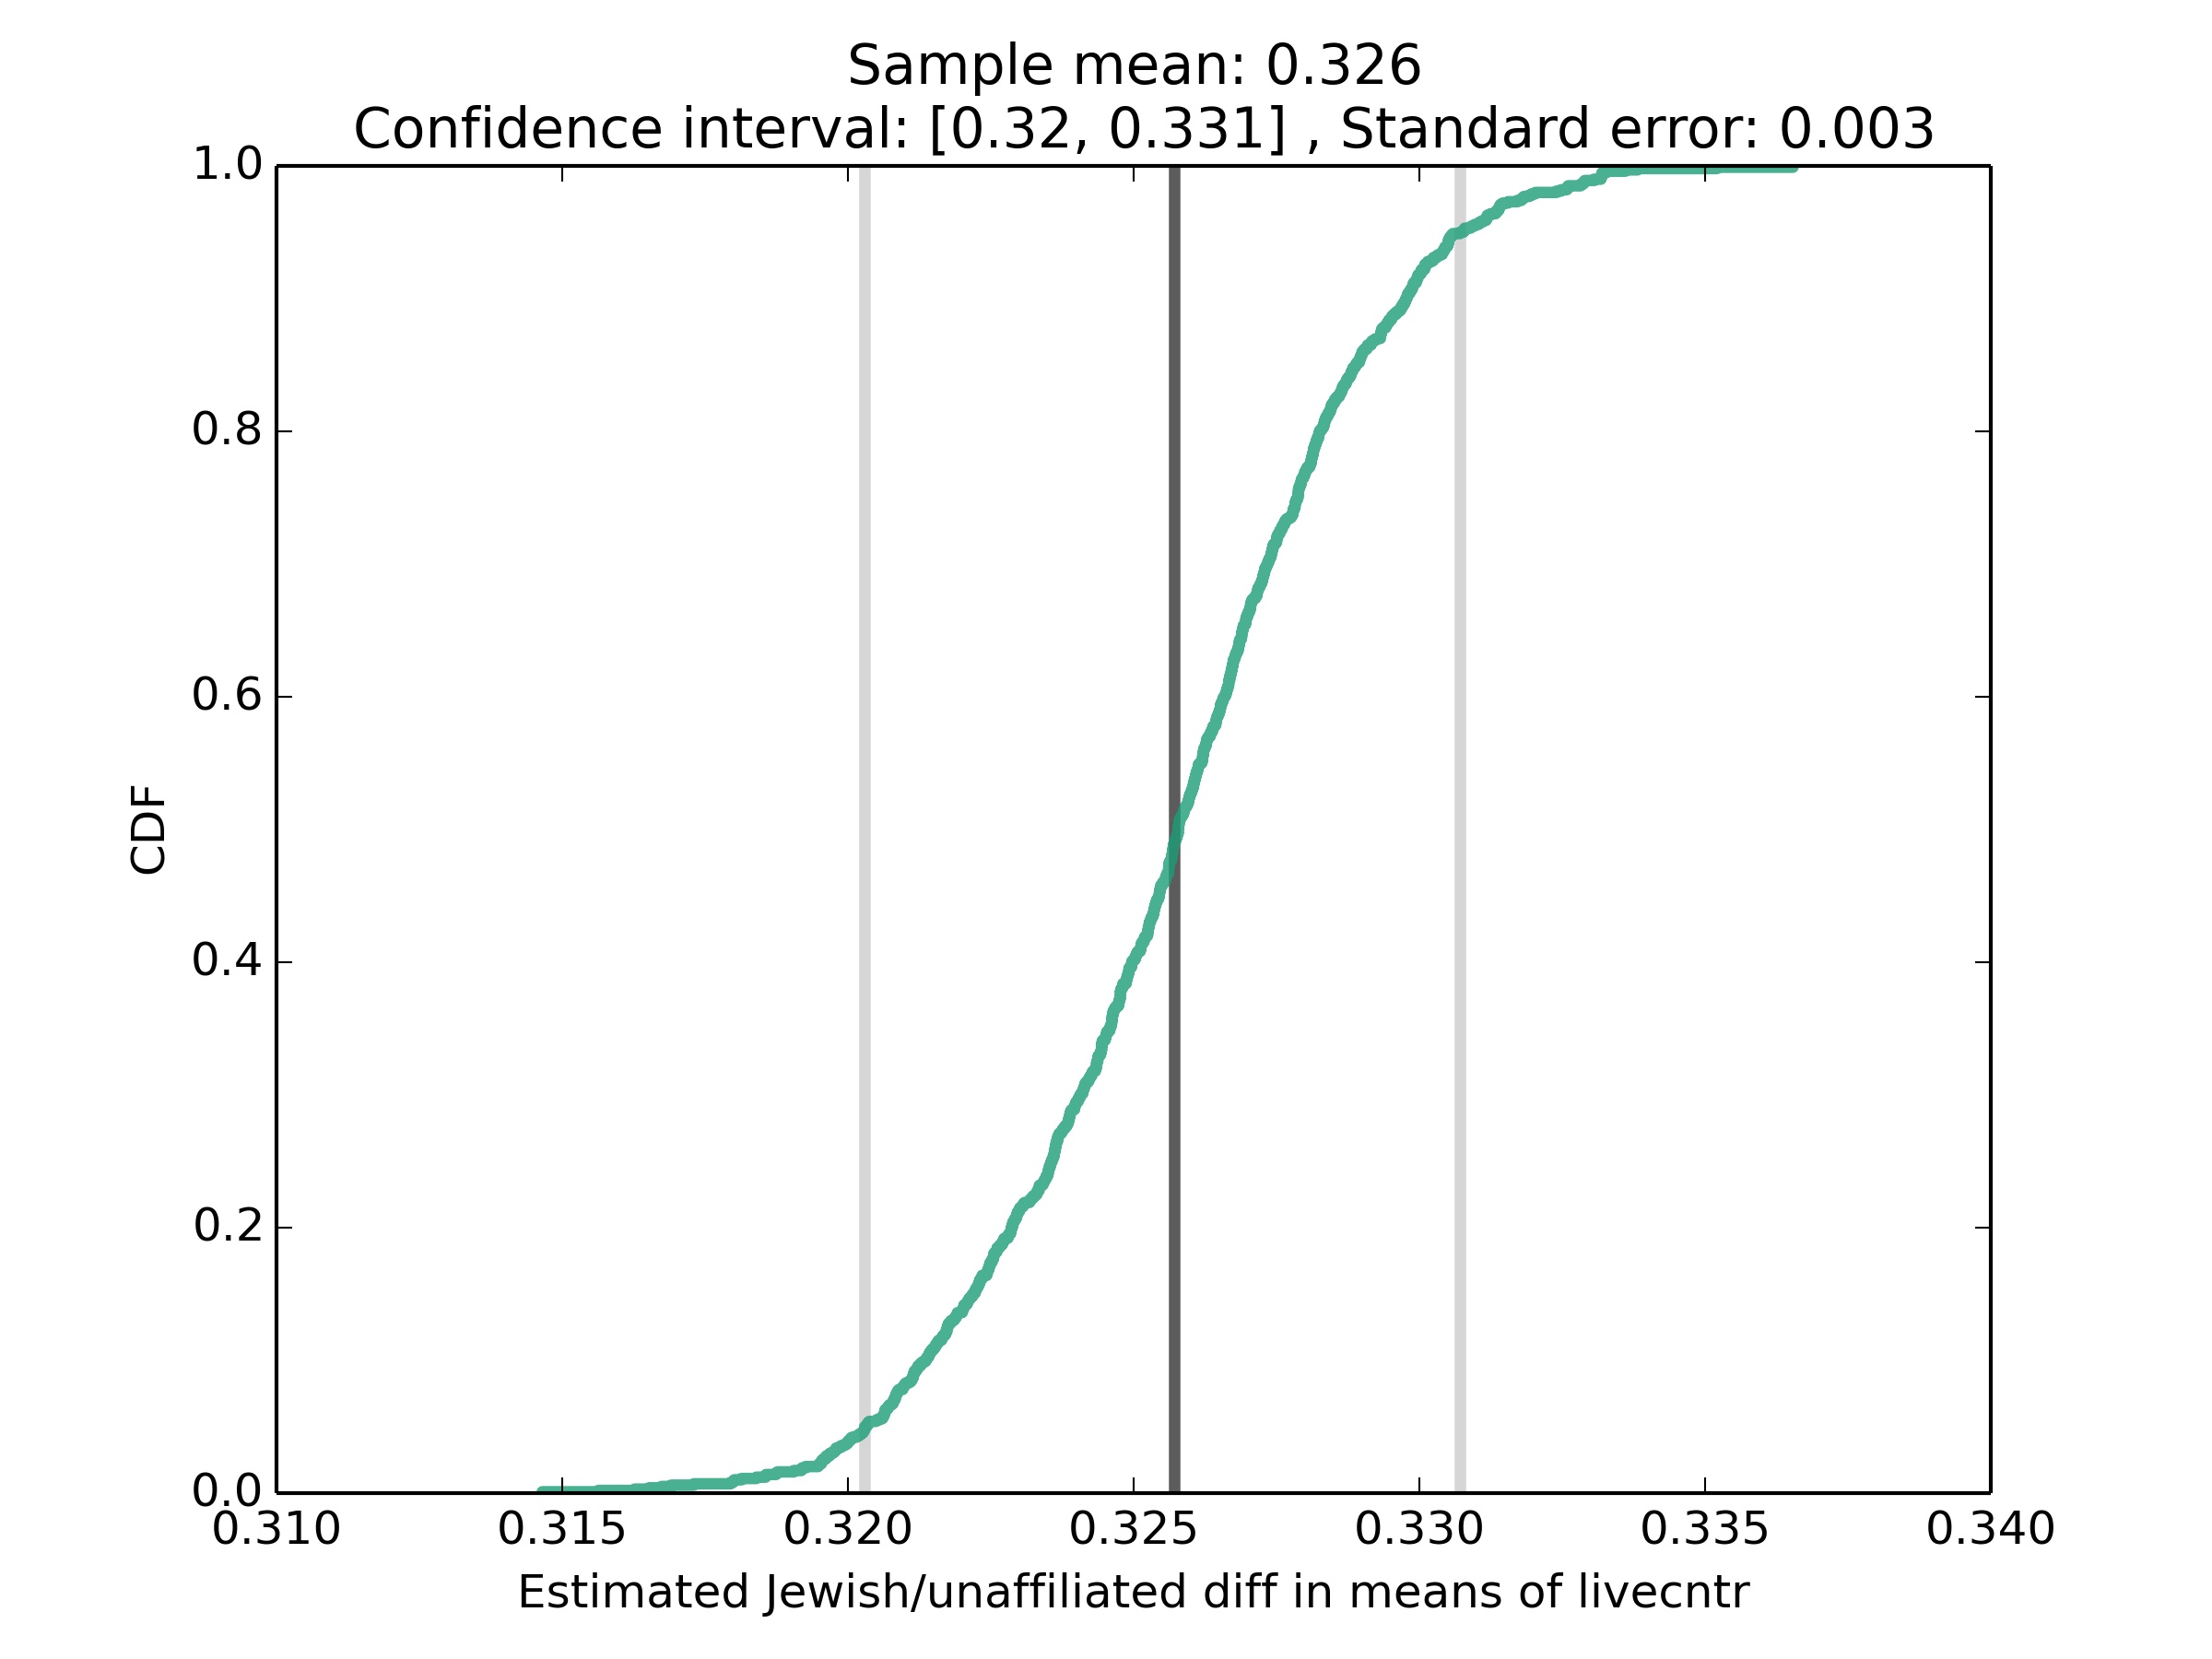 Sample mean: 0.326
Confidence interval: [0.32, 0.331] , Standard error: 0.003
1.0
0.8
0.6
0.4
0.2
0.0
CDF
0.310 0.315 0.320 0.325 0.330 0.335 0.340
Estimated Jewish/unaffiliated diff in means of livecntr